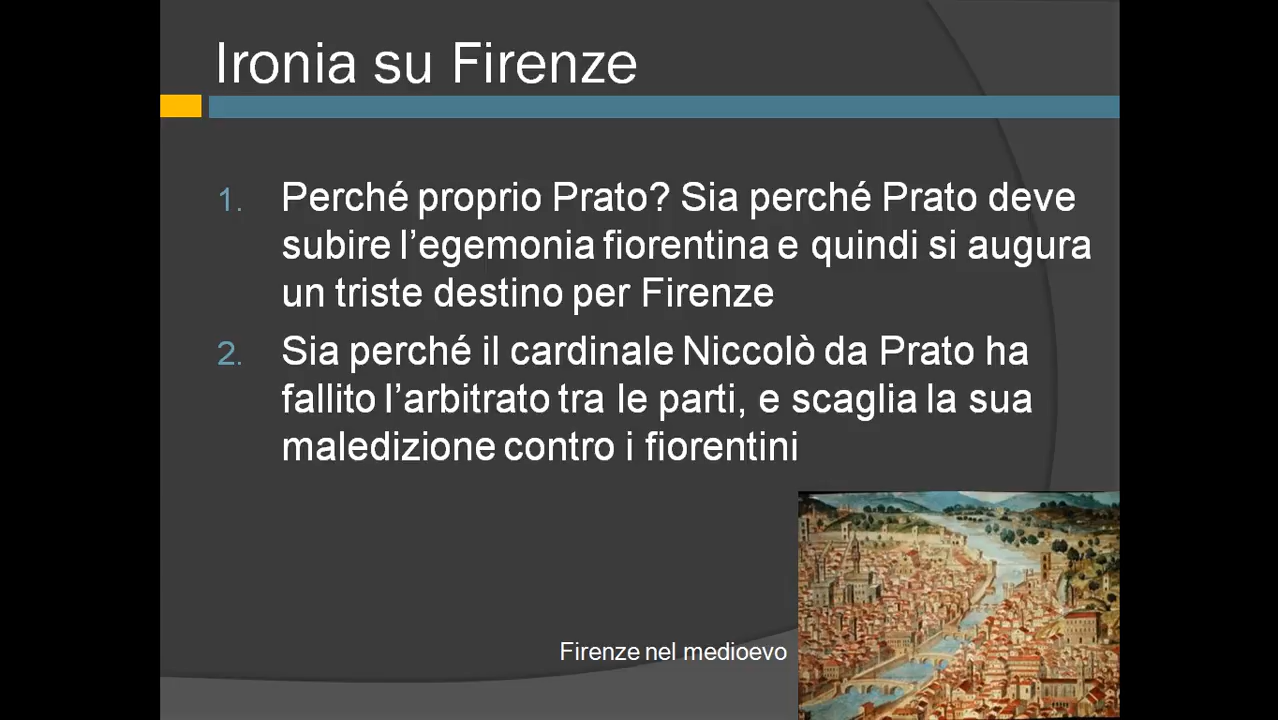 Ironia su Firenze
1. Perché proprio Prato? Sia perché Prato deve
subire l’egemonia fiorentina e quindi si augura
un triste destino per Firenze
2. Sia perché il cardinale Niccolò da Prato ha
fallito l’arbitrato tra le parti, e scaglia la sua
maledizione contro i fiorentini
Firenze nel medioevo